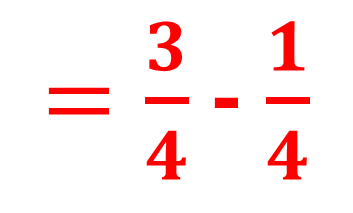 = 3/4 - 1/4